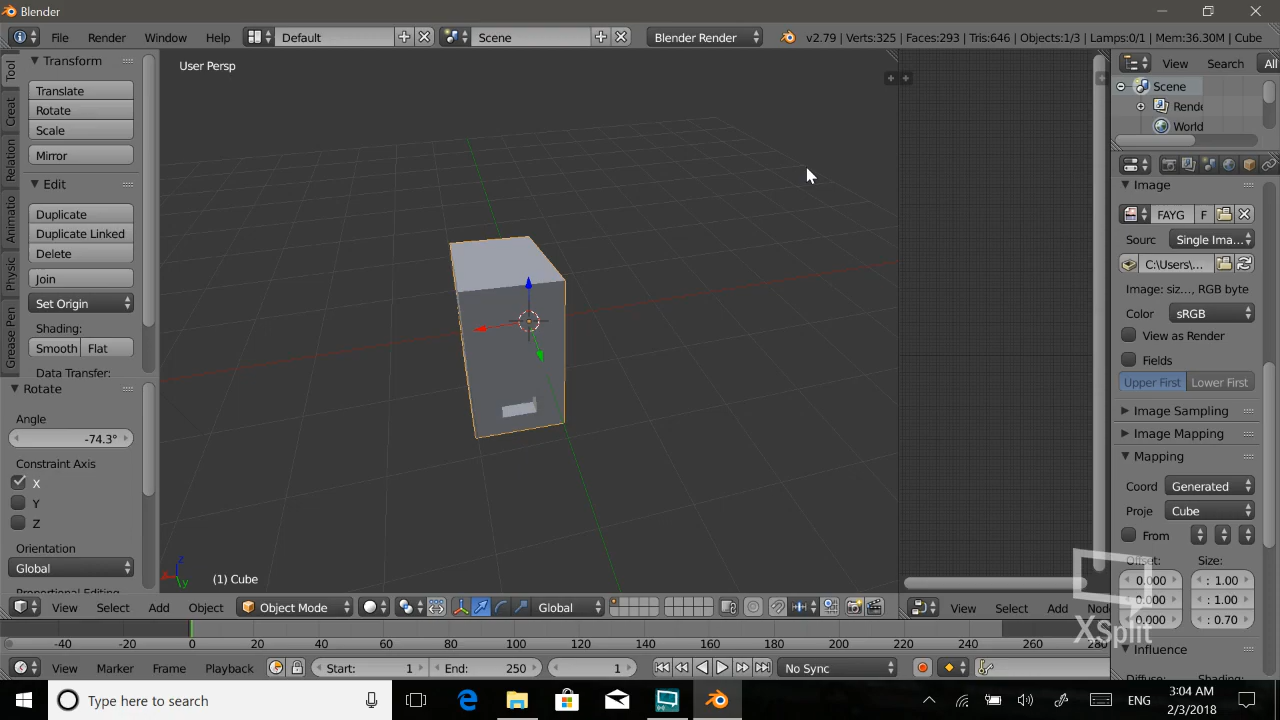 Blender
File Render Window Help Default Scene Blender Render v2.79 | Verts:325 | Faces:293 | Tris:646 | Objects:1/3 | Lamps:0/1 | Mem:36.30M | Cube
Tool
Creat
Relation
Animatio
Physic
Grease Pen
Transform
Translate
Rotate
Scale
Mirror
Edit
Duplicate
Duplicate Linked
Delete
Join
Set Origin
Shading:
Smooth Flat
Data Transfer:
Rotate
Angle
-74.3°
Constraint Axis
X
Y
Z
Orientation
Global
User Persp
z
y
(1) Cube
View Select Add Object Object Mode Global
View Select Add
View Search All
Scene
Rende
World
Image
FAYG F
Sourc Single Ima...
C:\Users\...
Image: siz..., RGB byte
Color sRGB
View as Render
Fields
Upper First Lower First
Image Sampling
Image Mapping
Mapping
Coord Generated
Proje Cube
From
Offset: Size:
0.000 : 1.00
0.000 : 1.00
0.000 : 0.70
Influence
XSplit
-40 -20 0 20 40 60 80 100 120 140 160 180 200 220 240 260 280
View Marker Frame Playback Start: 1 End: 250 1 No Sync
Type here to search
ENG
3:04 AM
2/3/2018